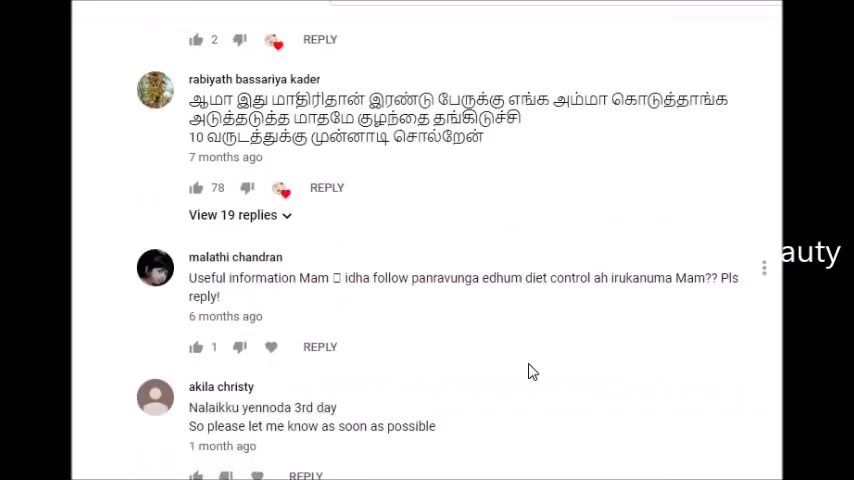 2 REPLY
rabiyath bassariya kader
ஆமா இது மாதிரிதான் இரண்டு பேருக்கு எங்க அம்மா கொடுத்தாங்க
அடுத்தடுத்த மாதமே குழந்தை தங்கிடுச்சி
10 வருடத்துக்கு முன்னாடி சொல்றேன்
7 months ago
78 REPLY
View 19 replies
malathi chandran
Useful information Mam idha follow panravunga edhum diet control ah irukanuma Mam?? Pls
reply!
6 months ago
1 REPLY
akila christy
Nalaikku yennoda 3rd day
So please let me know as soon as possible
1 month ago
REPLY
auty